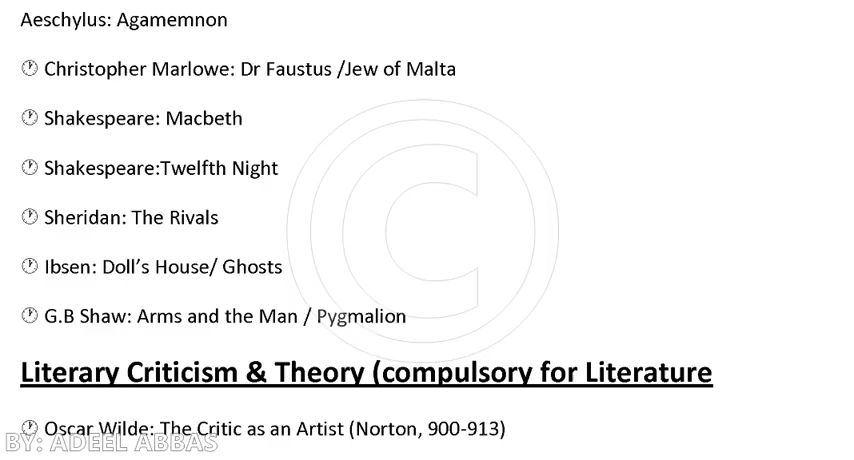 Aeschylus: Agamemnon
🕐 Christopher Marlowe: Dr Faustus /Jew of Malta
🕐 Shakespeare: Macbeth
🕐 Shakespeare:Twelfth Night
🕐 Sheridan: The Rivals
🕐 Ibsen: Doll’s House/ Ghosts
🕐 G.B Shaw: Arms and the Man / Pygmalion
Literary Criticism & Theory (compulsory for Literature
🕐 Oscar Wilde: The Critic as an Artist (Norton, 900-913)
BY: ADEEL ABBAS